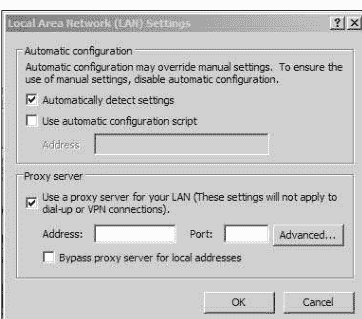 Local Area Network (LAN) Settings
Automatic configuration
Automatic configuration may override manual settings. To ensure the
use of manual settings, disable automatic configuration.
Automatically detect settings
Use automatic configuration script
Address
Proxy server
Use a proxy server for your LAN (These settings will not apply to
dial-up or VPN connections).
Address: Port: Advanced...
Bypass proxy server for local addresses
OK Cancel